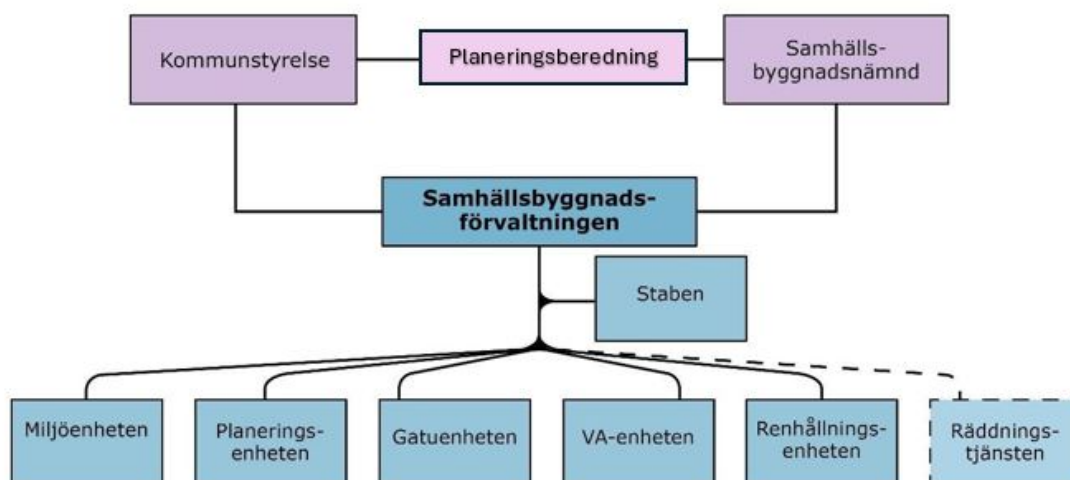 Kommunstyrelse
Planeringsberedning
Samhälls-
byggnadsnämnd
Samhällsbyggnads-
förvaltningen
Staben
Miljöenheten
Planerings-
enheten
Gatuenheten
VA-enheten
Renhållnings-
enheten
Räddnings-
tjänsten